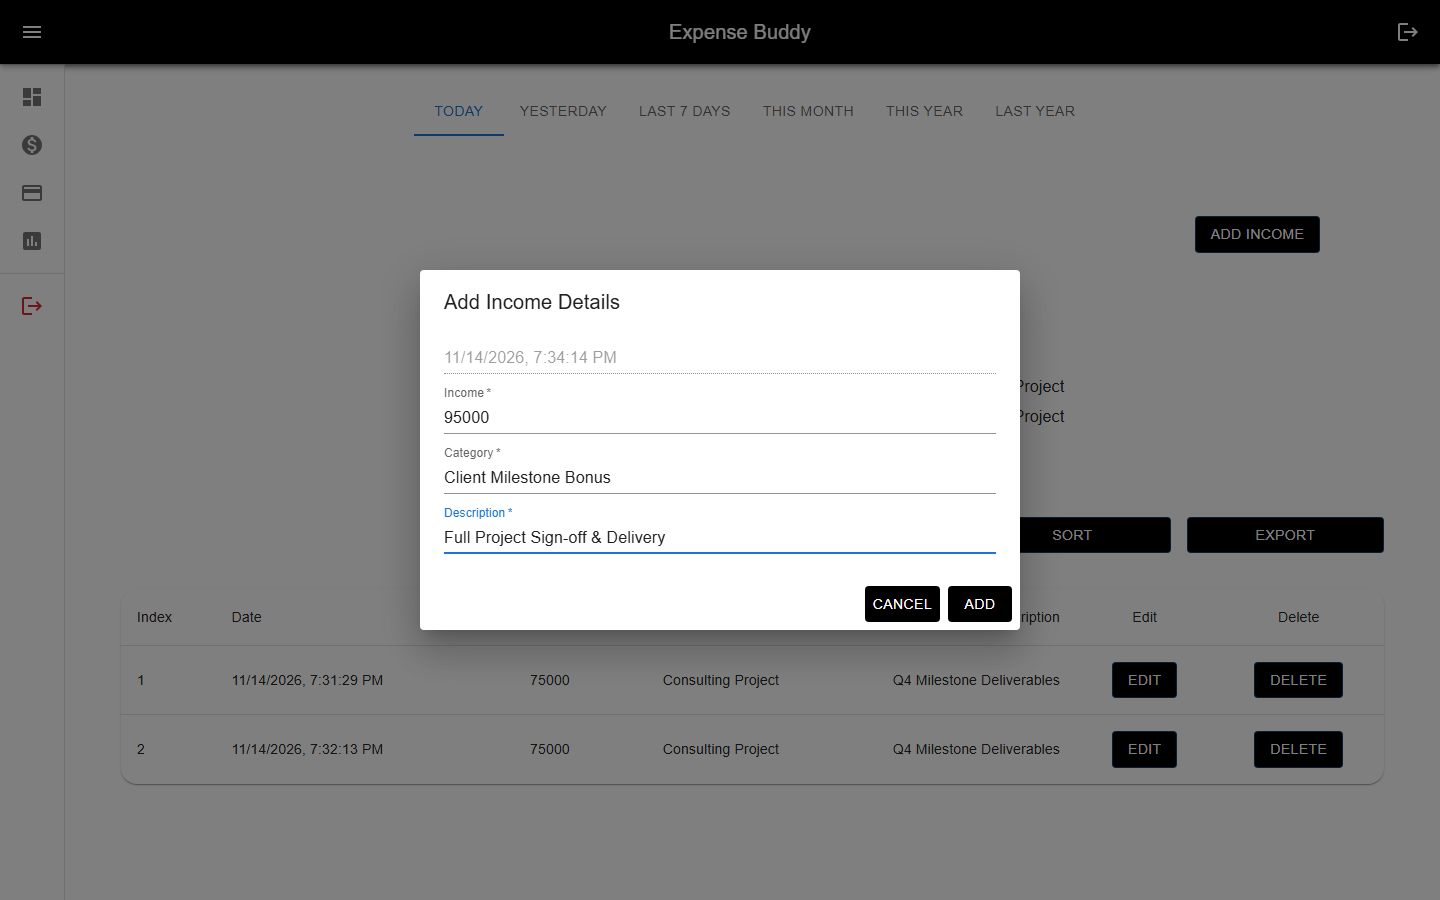 Expense Buddy
TODAY YESTERDAY LAST 7 DAYS THIS MONTH THIS YEAR LAST YEAR
ADD INCOME
Add Income Details
11/14/2026, 7:34:14 PM
Income *
95000
Category *
Client Milestone Bonus
Description *
Full Project Sign-off & Delivery
CANCEL ADD
Project
Project
SORT EXPORT
Index Date ription Edit Delete
1 11/14/2026, 7:31:29 PM 75000 Consulting Project Q4 Milestone Deliverables EDIT DELETE
2 11/14/2026, 7:32:13 PM 75000 Consulting Project Q4 Milestone Deliverables EDIT DELETE